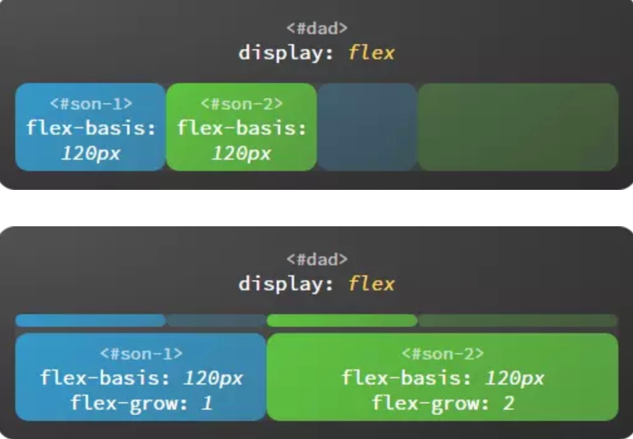 <#dad>
display: flex
<#son-1> <#son-2>
flex-basis: flex-basis:
120px 120px
<#dad>
display: flex
<#son-1> <#son-2>
flex-basis: 120px flex-basis: 120px
flex-grow: 1 flex-grow: 2